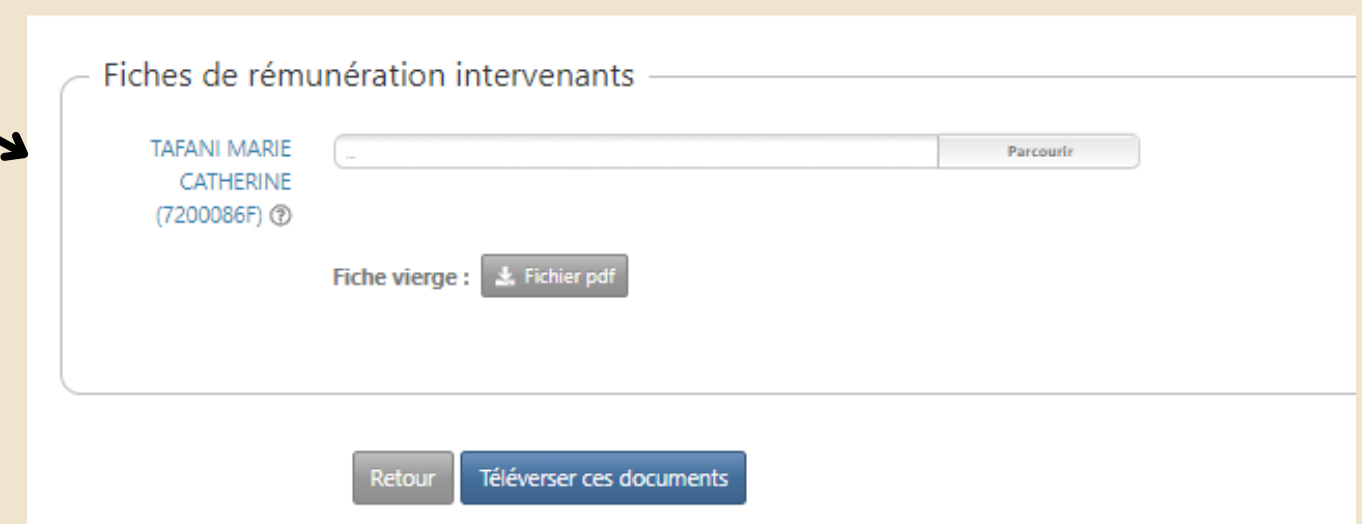 Fiches de rémunération intervenants
TAFANI MARIE
CATHERINE
(7200086F) ?
...
Parcourir
Fiche vierge : Fichier pdf
Retour Téléverser ces documents